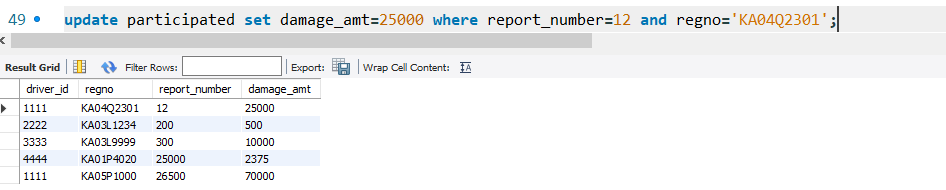 49 update participated set damage_amt=25000 where report_number=12 and regno='KA04Q2301';
Result Grid Filter Rows: Export: Wrap Cell Content:
driver_id regno report_number damage_amt
1111 KA04Q2301 12 25000
2222 KA03L1234 200 500
3333 KA03L9999 300 10000
4444 KA01P4020 25000 2375
1111 KA05P1000 26500 70000